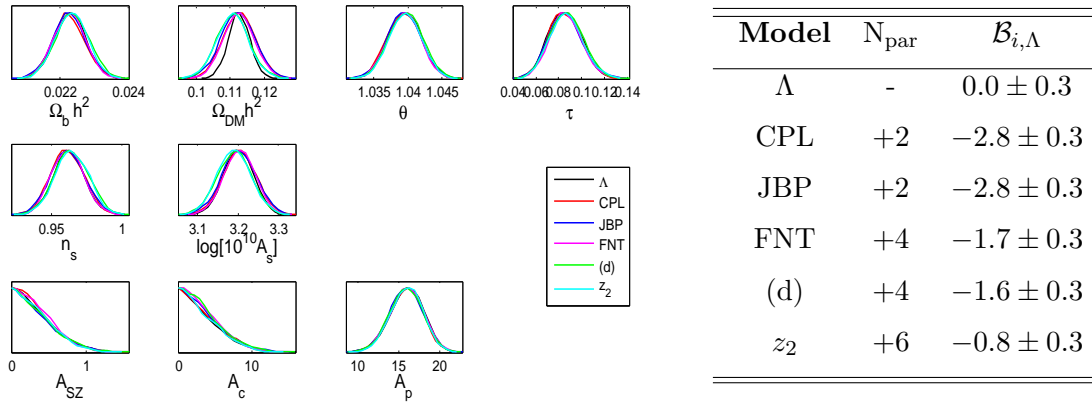 0.022 0.024
Ω_b h^2
0.1 0.11 0.12
Ω_DM h^2
1.035 1.04 1.045
θ
0.04 0.06 0.08 0.1 0.12 0.14
τ
0.95 1
n_s
3.1 3.2 3.3
log[10^10 A_s]
Λ
CPL
JBP
FNT
(d)
z_2
0 1
A_SZ
0 10
A_c
10 15 20
A_p
Model N_par B_i,Λ
Λ - 0.0 ± 0.3
CPL +2 −2.8 ± 0.3
JBP +2 −2.8 ± 0.3
FNT +4 −1.7 ± 0.3
(d) +4 −1.6 ± 0.3
z_2 +6 −0.8 ± 0.3